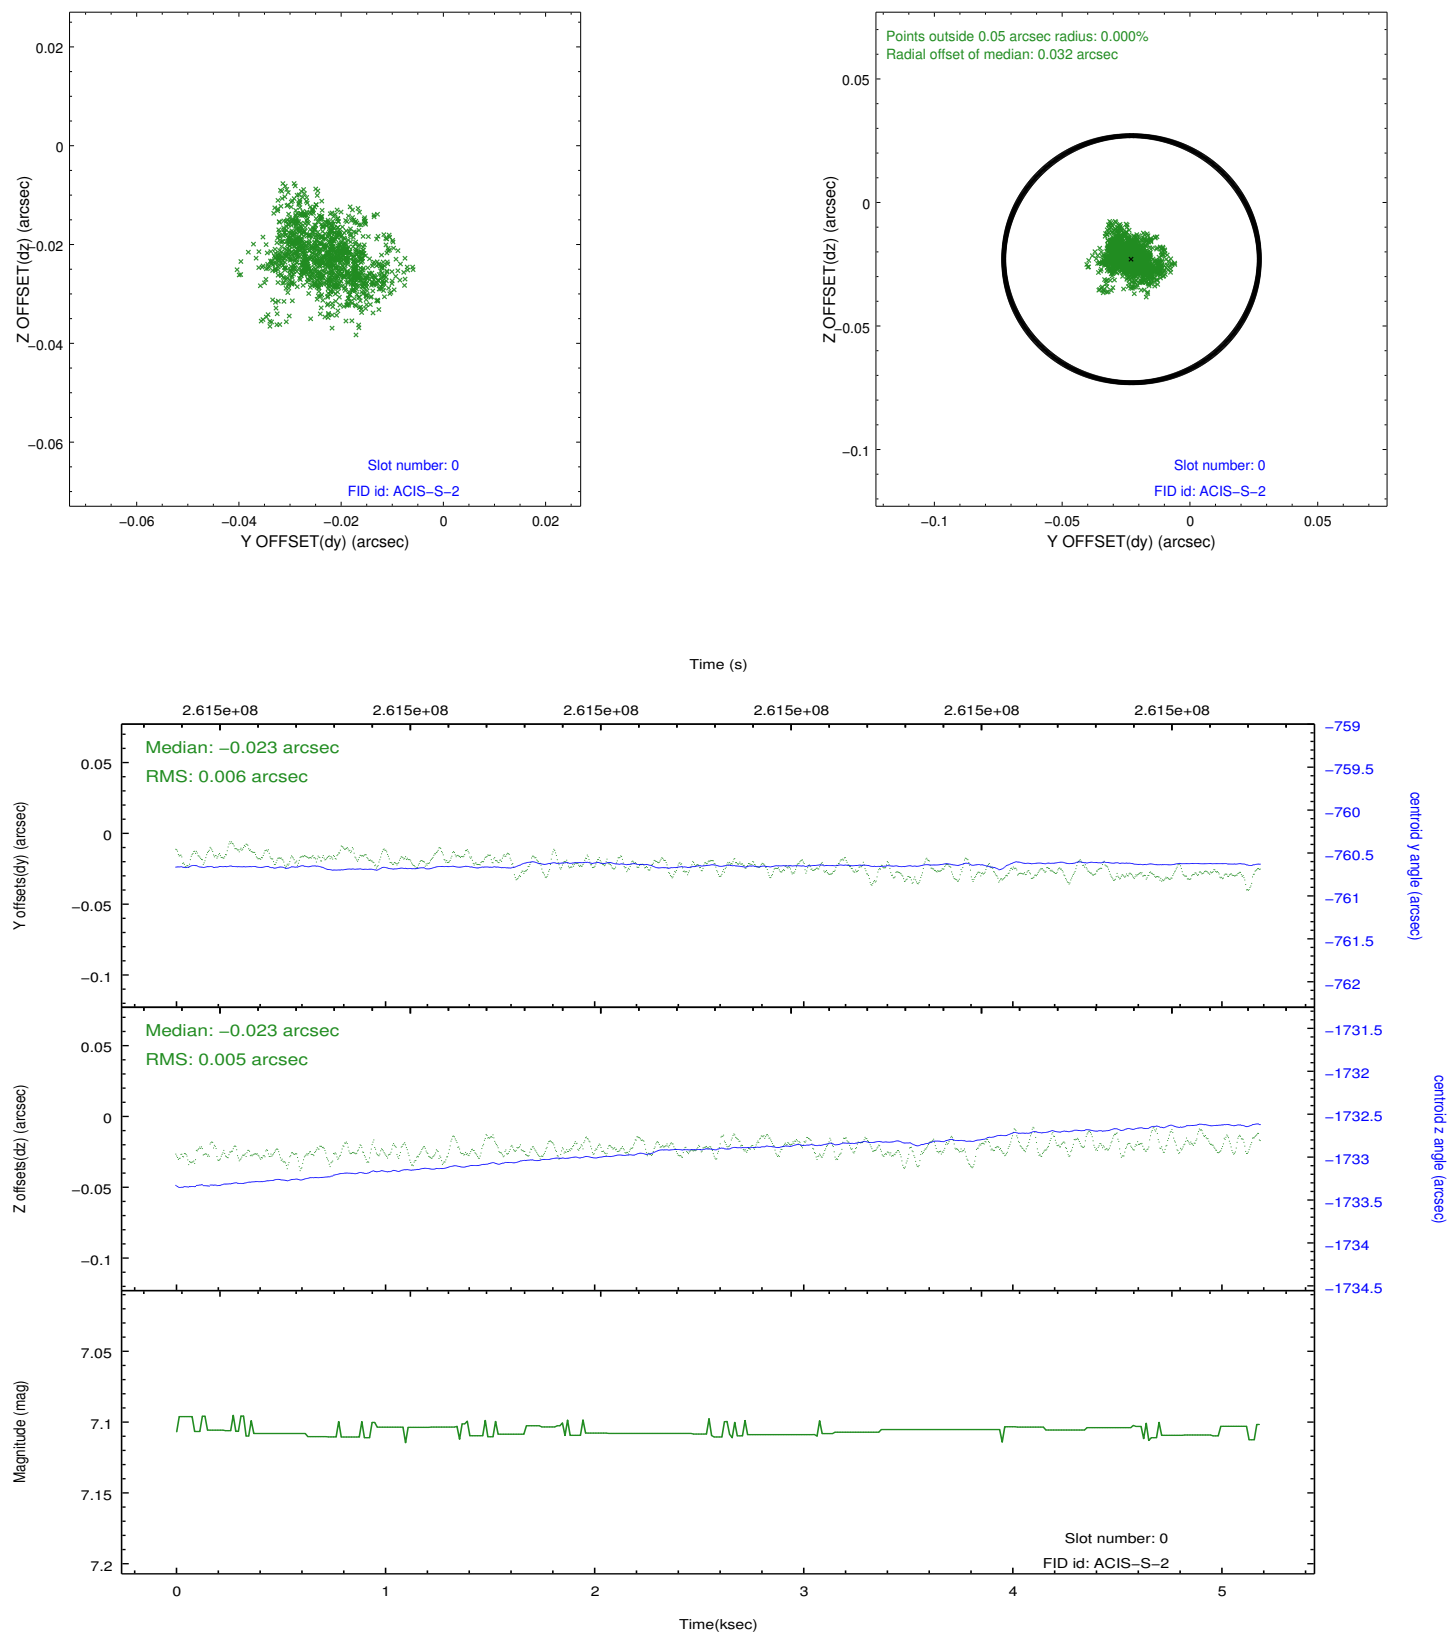 0.02
0
−0.02
−0.04
−0.06
Z OFFSET(dz) (arcsec)
Slot number: 0
FID id: ACIS−S−2
−0.06
−0.04
−0.02
0
0.02
Y OFFSET(dy) (arcsec)
Points outside 0.05 arcsec radius: 0.000%
Radial offset of median: 0.032 arcsec
0.05
0
−0.05
−0.1
Z OFFSET(dz) (arcsec)
Slot number: 0
FID id: ACIS−S−2
−0.1
−0.05
0
0.05
Y OFFSET(dy) (arcsec)
Time (s)
2.615e+08
2.615e+08
2.615e+08
2.615e+08
2.615e+08
2.615e+08
Median: −0.023 arcsec
RMS: 0.006 arcsec
0.05
0
−0.05
−0.1
Y offsets(dy) (arcsec)
−759
−759.5
−760
−760.5
−761
−761.5
−762
centroid y angle (arcsec)
Median: −0.023 arcsec
RMS: 0.005 arcsec
0.05
0
−0.05
−0.1
Z offsets(dz) (arcsec)
−1731.5
−1732
−1732.5
−1733
−1733.5
−1734
−1734.5
centroid z angle (arcsec)
7.05
7.1
7.15
7.2
Magnitude (mag)
Slot number: 0
FID id: ACIS−S−2
0
1
2
3
4
5
Time(ksec)